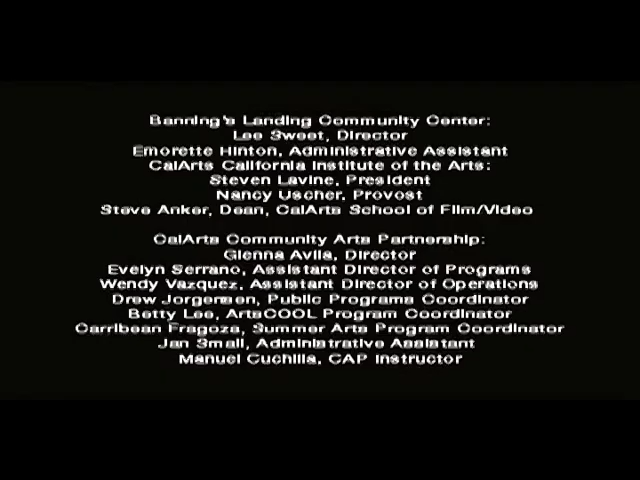 Banning's Landing Community Center:
Lee Sweet, Director
Emorette Hinton, Administrative Assistant
CalArts California Institute of the Arts:
Steven Lavine, President
Nancy Uscher, Provost
Steve Anker, Dean, CalArts School of Film/Video
CalArts Community Arts Partnership:
Glenna Avila, Director
Evelyn Serrano, Assistant Director of Programs
Wendy Vazquez, Assistant Director of Operations
Drew Jorgensen, Public Programs Coordinator
Betty Lee, ArtsCOOL Program Coordinator
Carribean Fragoza, Summer Arts Program Coordinator
Jan Small, Administrative Assistant
Manuel Cuchilla, CAP Instructor